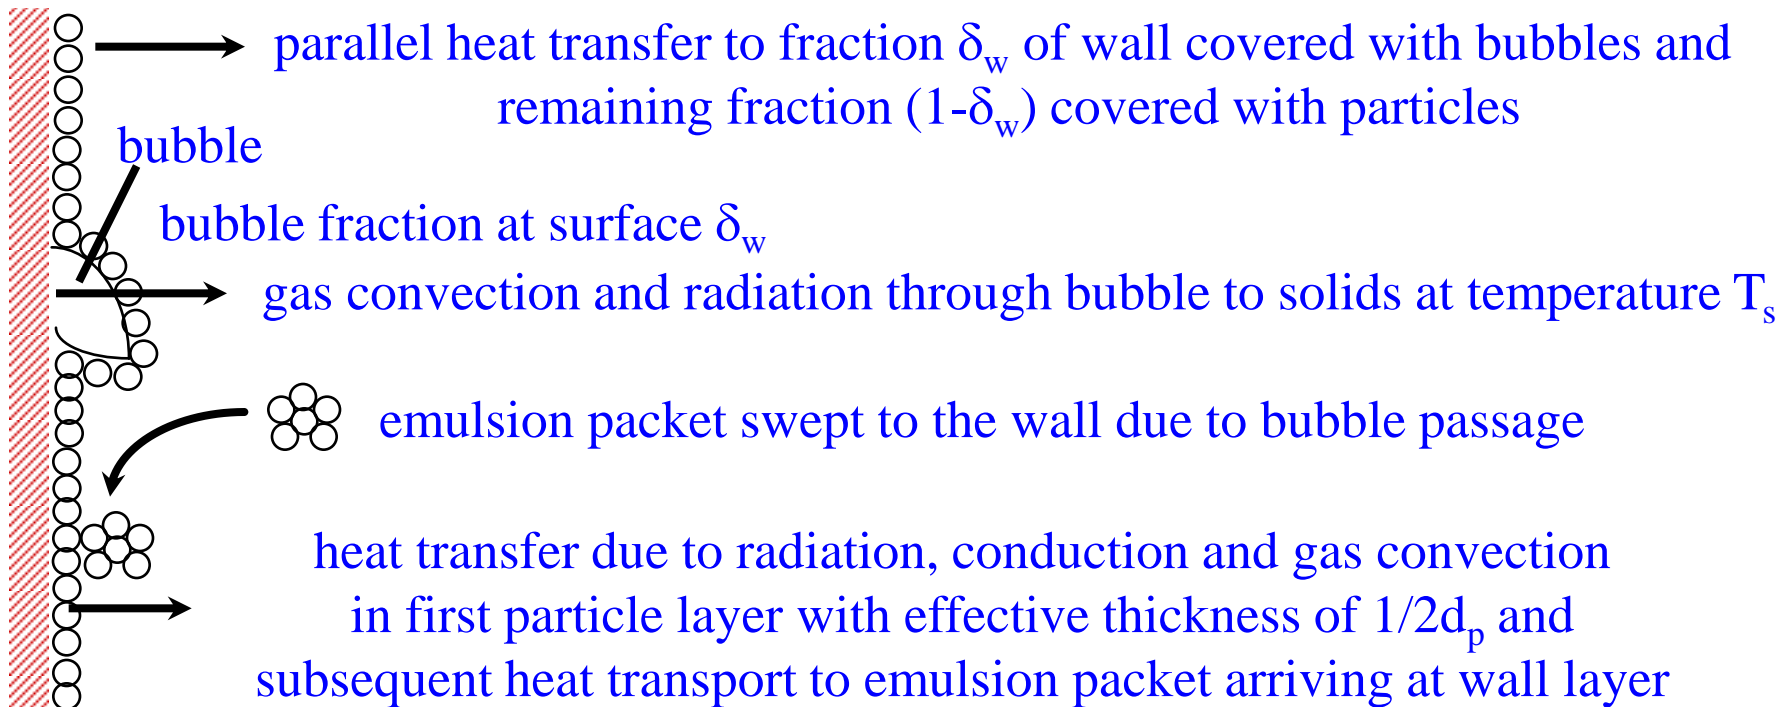 parallel heat transfer to fraction δw of wall covered with bubbles and
remaining fraction (1-δw) covered with particles
bubble
bubble fraction at surface δw
gas convection and radiation through bubble to solids at temperature Ts
emulsion packet swept to the wall due to bubble passage
heat transfer due to radiation, conduction and gas convection
in first particle layer with effective thickness of 1/2dp and
subsequent heat transport to emulsion packet arriving at wall layer